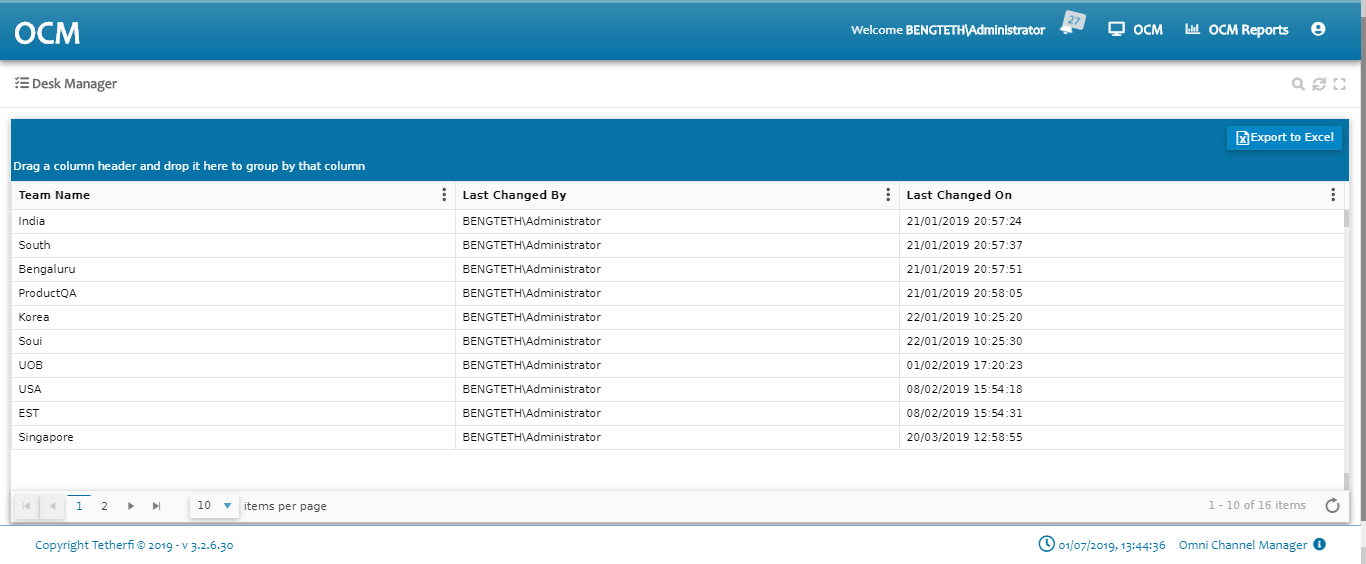 OCM
Welcome BENGTETH\Administrator 27 OCM OCM Reports
Desk Manager
Export to Excel
Drag a column header and drop it here to group by that column
Team Name Last Changed By Last Changed On
India BENGTETH\Administrator 21/01/2019 20:57:24
South BENGTETH\Administrator 21/01/2019 20:57:37
Bengaluru BENGTETH\Administrator 21/01/2019 20:57:51
ProductQA BENGTETH\Administrator 21/01/2019 20:58:05
Korea BENGTETH\Administrator 22/01/2019 10:25:20
Soui BENGTETH\Administrator 22/01/2019 10:25:30
UOB BENGTETH\Administrator 01/02/2019 17:20:23
USA BENGTETH\Administrator 08/02/2019 15:54:18
EST BENGTETH\Administrator 08/02/2019 15:54:31
Singapore BENGTETH\Administrator 20/03/2019 12:58:55
1 2 10 items per page 1 - 10 of 16 items
Copyright Tetherfi © 2019 - v 3.2.6.30 01/07/2019, 13:44:36 Omni Channel Manager